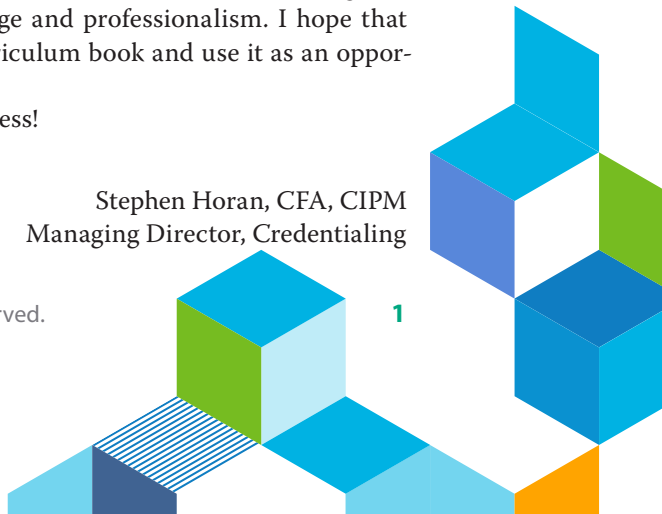 ge and professionalism. I hope that
riculum book and use it as an oppor-
ess!
Stephen Horan, CFA, CIPM
Managing Director, Credentialing
rved.
1